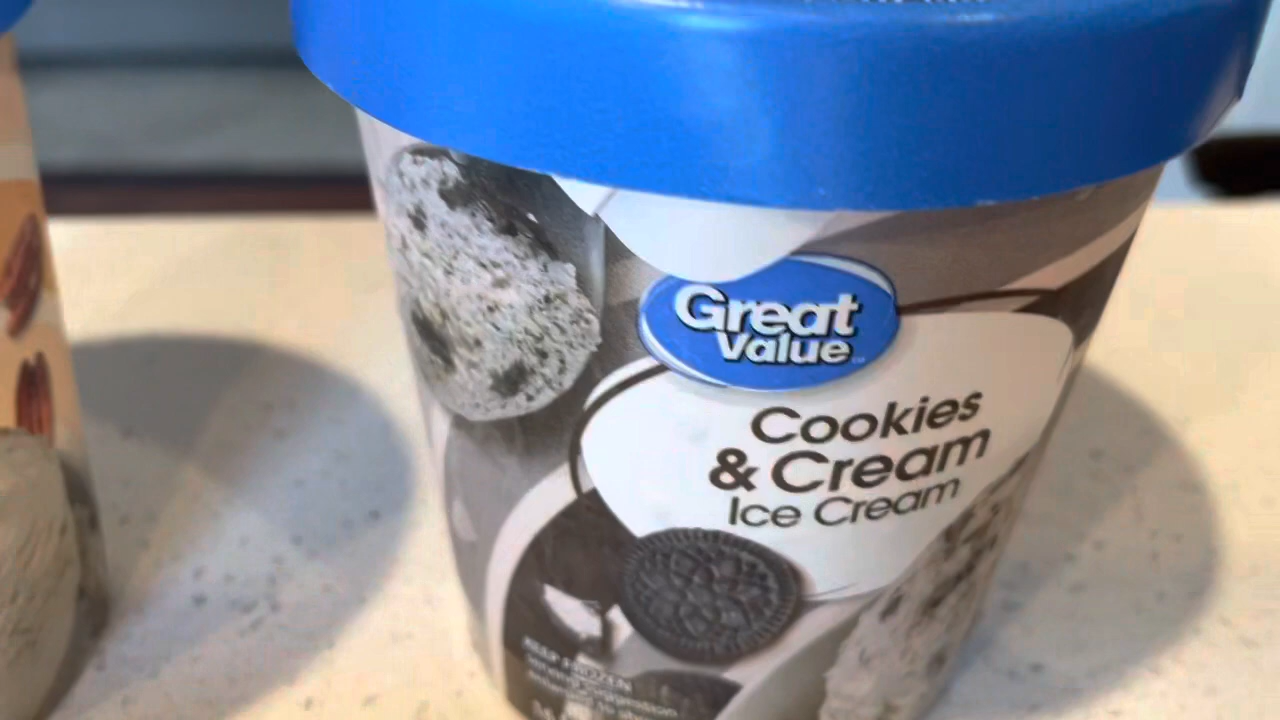 Great
Value
Cookies
& Cream
Ice Cream
KEEP FROZEN